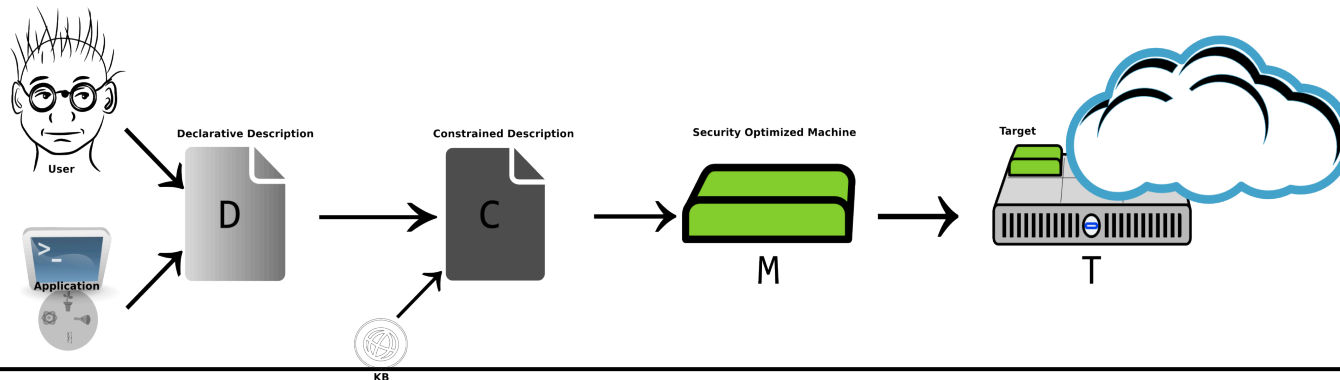 User
Application
>_
Declarative Description
D
Constrained Description
C
KB
Security Optimized Machine
M
Target
T